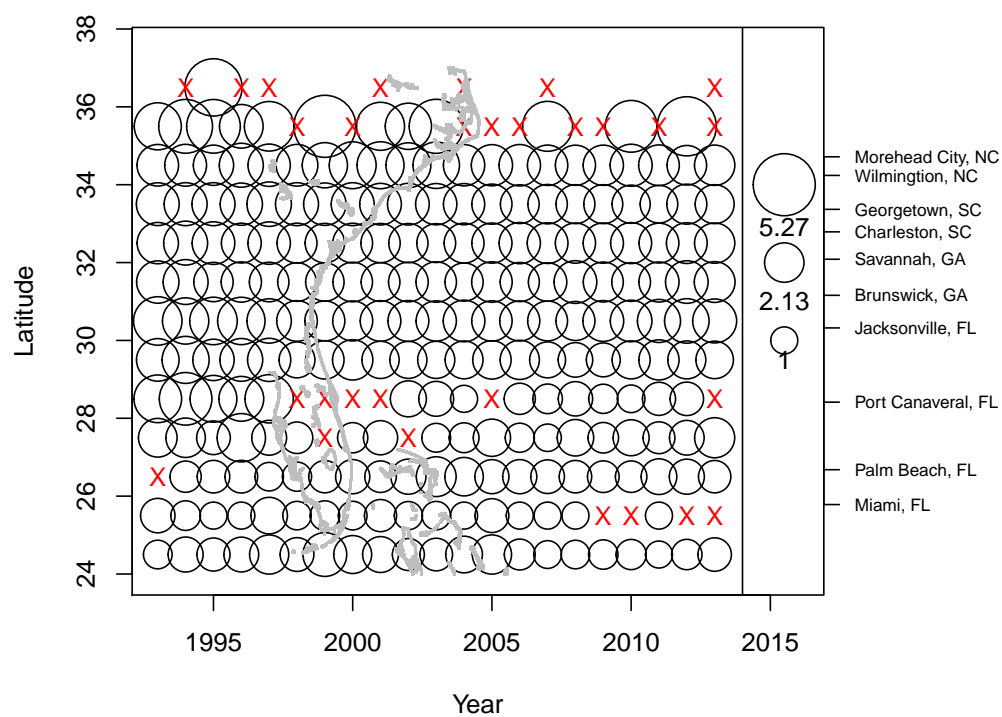 38
36
34
32
30
28
26
24
Latitude
X X X X X X X
X X X X X X X X X
X X X X X X
X X
X
X X X X
5.27
2.13
1
Morehead City, NC
Wilmington, NC
Georgetown, SC
Charleston, SC
Savannah, GA
Brunswick, GA
Jacksonville, FL
Port Canaveral, FL
Palm Beach, FL
Miami, FL
1995 2000 2005 2010 2015
Year